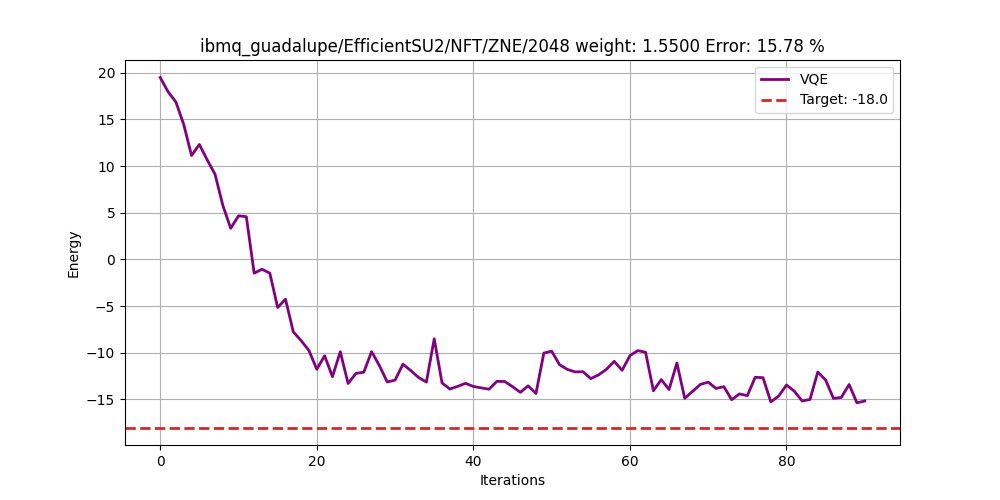 ibmq_guadalupe/EfficientSU2/NFT/ZNE/2048 weight: 1.5500 Error: 15.78 %
VQE
Target: -18.0
20
15
10
5
0
−5
−10
−15
Energy
0 20 40 60 80
Iterations